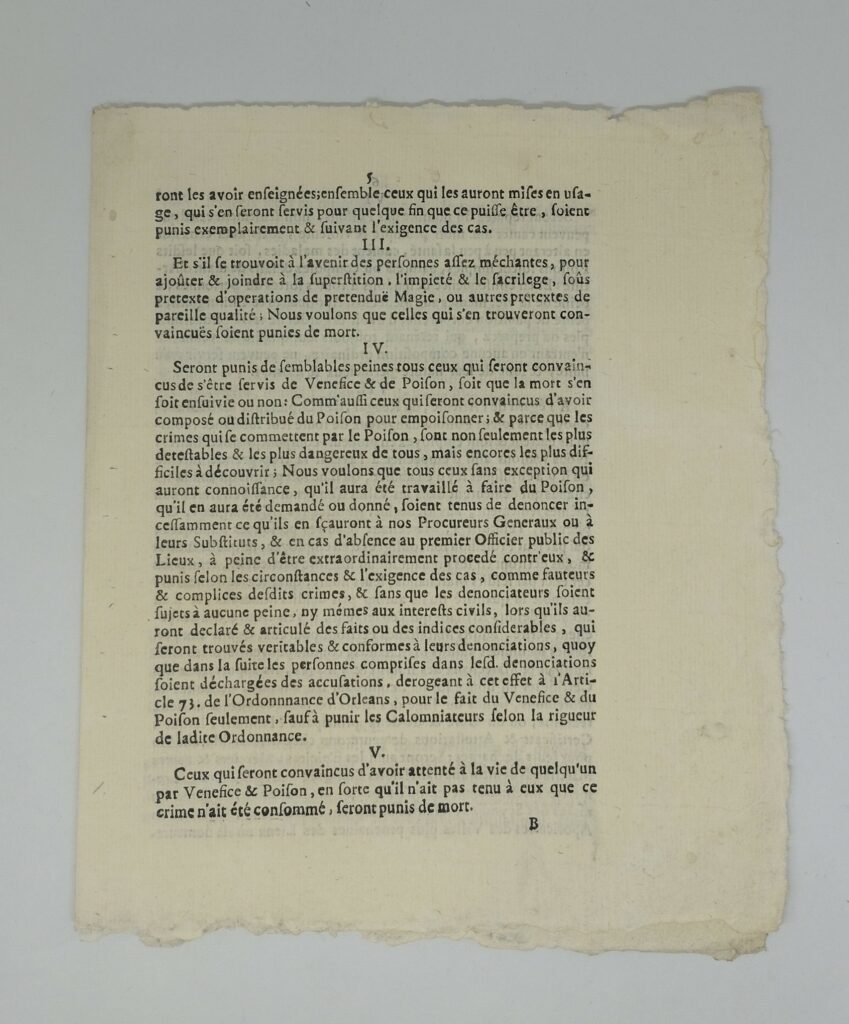 5
ront les avoir enſeignées;enſemble ceux qui les auront miſes en uſa-
ge, qui s'en ſeront ſervis pour quelque fin que ce puiſſe être, ſoient
punis exemplairement & ſuivant l'exigence des cas.
III.
Et s'il ſe trouvoit à l'avenir des perſonnes aſſez méchantes, pour
ajoûter & joindre à la ſuperſtition, l'impieté & le ſacrilege, ſoûs
pretexte d'operations de pretenduë Magie, ou autres pretextes de
pareille qualité; Nous voulons que celles qui s'en trouveront con-
vaincuës ſoient punies de mort.
IV.
Seront punis de ſemblables peines tous ceux qui ſeront convain-
cus de s'être ſervis de Venefice & de Poiſon, ſoit que la mort s'en
ſoit enſuivie ou non: Comm'auſſi ceux qui ſeront convaincus d'avoir
compoſé ou diſtribué du Poiſon pour empoiſonner; & parce que les
crimes qui ſe commettent par le Poiſon, ſont non ſeulement les plus
deteſtables & les plus dangereux de tous, mais encores les plus dif-
ficiles à découvrir; Nous voulons que tous ceux ſans exception qui
auront connoiſſance, qu'il aura été travaillé à faire du Poiſon,
qu'il en aura été demandé ou donné, ſoient tenus de denoncer in-
ceſſamment ce qu'ils en ſçauront à nos Procureurs Generaux ou à
leurs Subſtituts, & en cas d'abſence au premier Officier public des
Lieux, à peine d'être extraordinairement procedé contr'eux, &
punis ſelon les circonſtances & l'exigence des cas, comme fauteurs
& complices deſdits crimes, & ſans que les denonciateurs ſoient
ſujets à aucune peine, ny mêmes aux intereſts civils, lors qu'ils au-
ront declaré & articulé des faits ou des indices conſiderables, qui
ſeront trouvés veritables & conformes à leurs denonciations, quoy
que dans la ſuite les perſonnes compriſes dans leſd. denonciations
ſoient déchargées des accuſations, derogeant à cet effet à l'Arti-
cle 73. de l'Ordonnnance d'Orleans, pour le fait du Venefice & du
Poiſon ſeulement, ſauf à punir les Calomniateurs ſelon la rigueur
de ladite Ordonnance.
V.
Ceux qui ſeront convaincus d'avoir attenté à la vie de quelqu'un
par Venefice & Poiſon, en ſorte qu'il n'ait pas tenu à eux que ce
crime n'ait été conſommé, ſeront punis de mort.
B